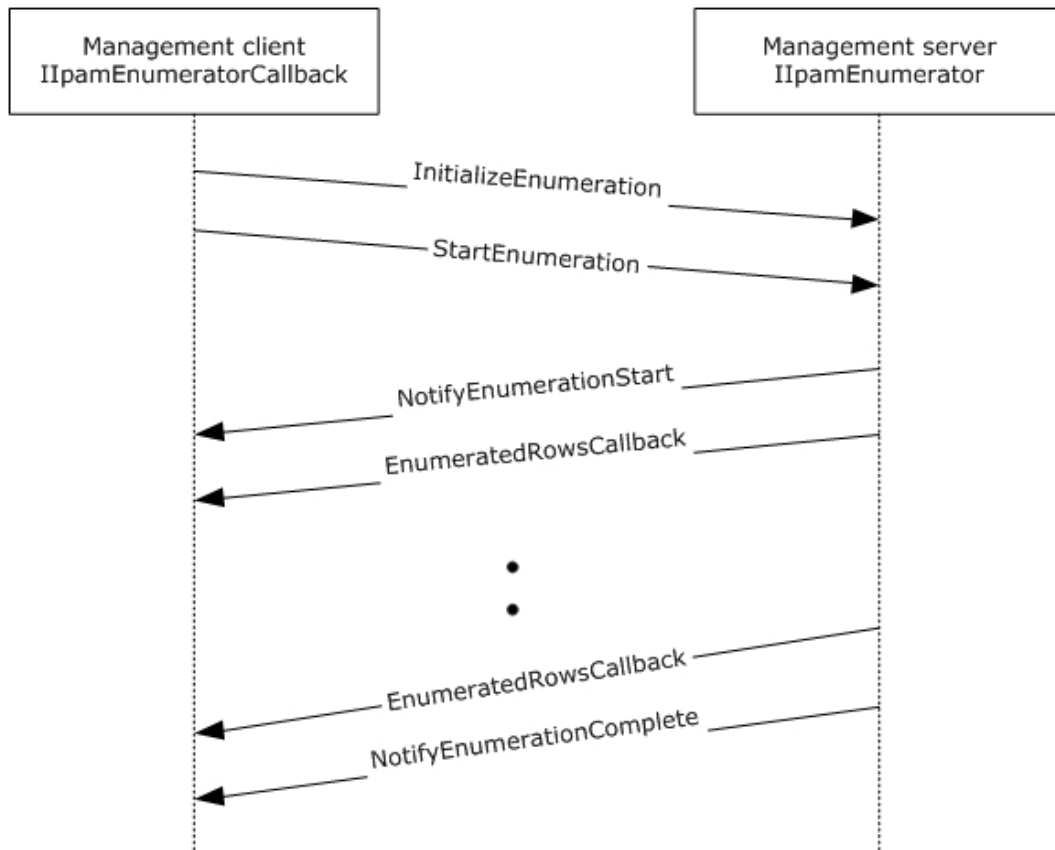 Management client
IIpamEnumeratorCallback
Management server
IIpamEnumerator
InitializeEnumeration
StartEnumeration
NotifyEnumerationStart
EnumeratedRowsCallback
EnumeratedRowsCallback
NotifyEnumerationComplete